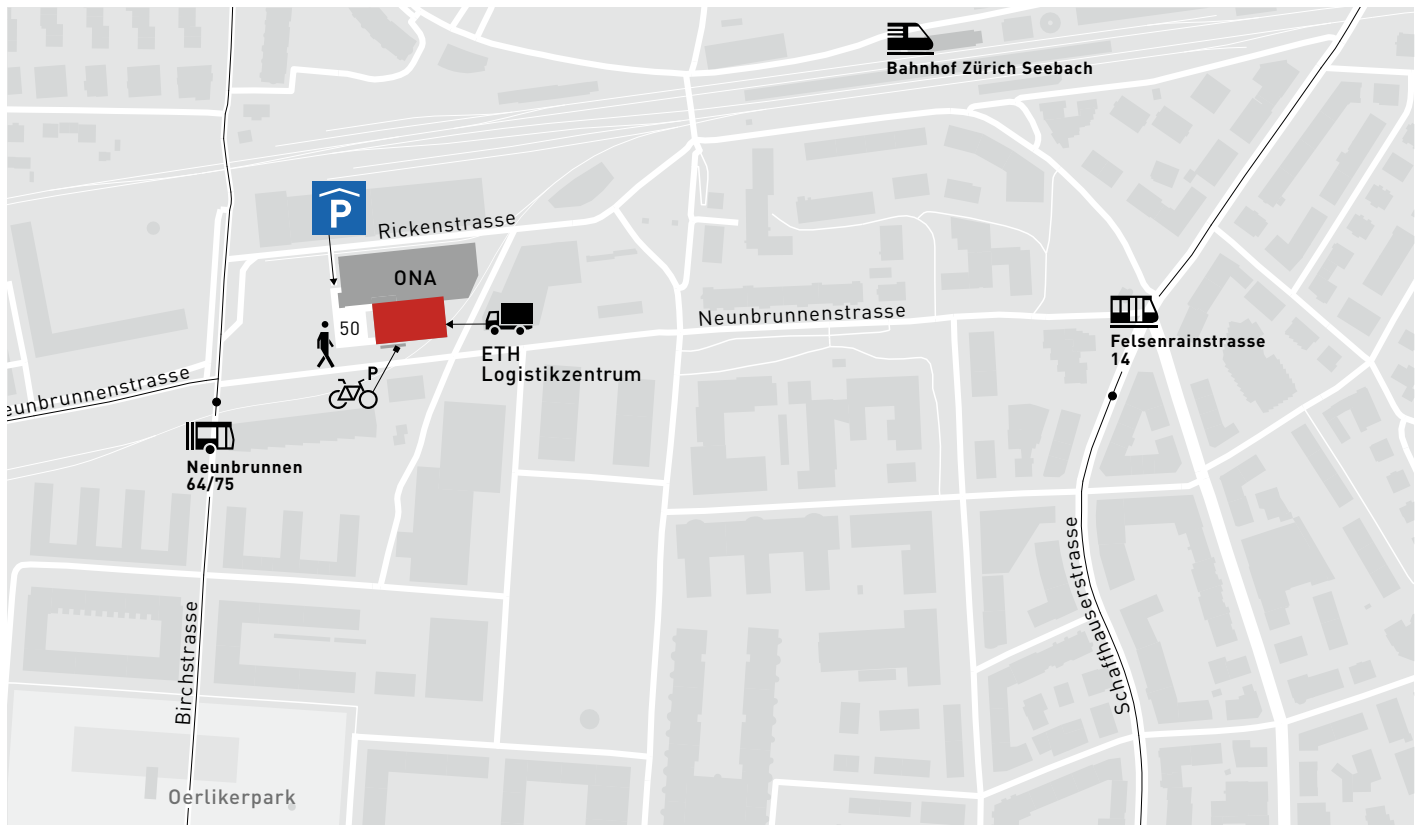 Bahnhof Zürich Seebach
P
Rickenstrasse
ONA
50
Neunbrunnenstrasse
ETH
Logistikzentrum
Felsenrainstrasse
14
P
eunbrunnenstrasse
Neunbrunnen
64/75
Schaffhauserstrasse
Birchstrasse
Oerlikerpark